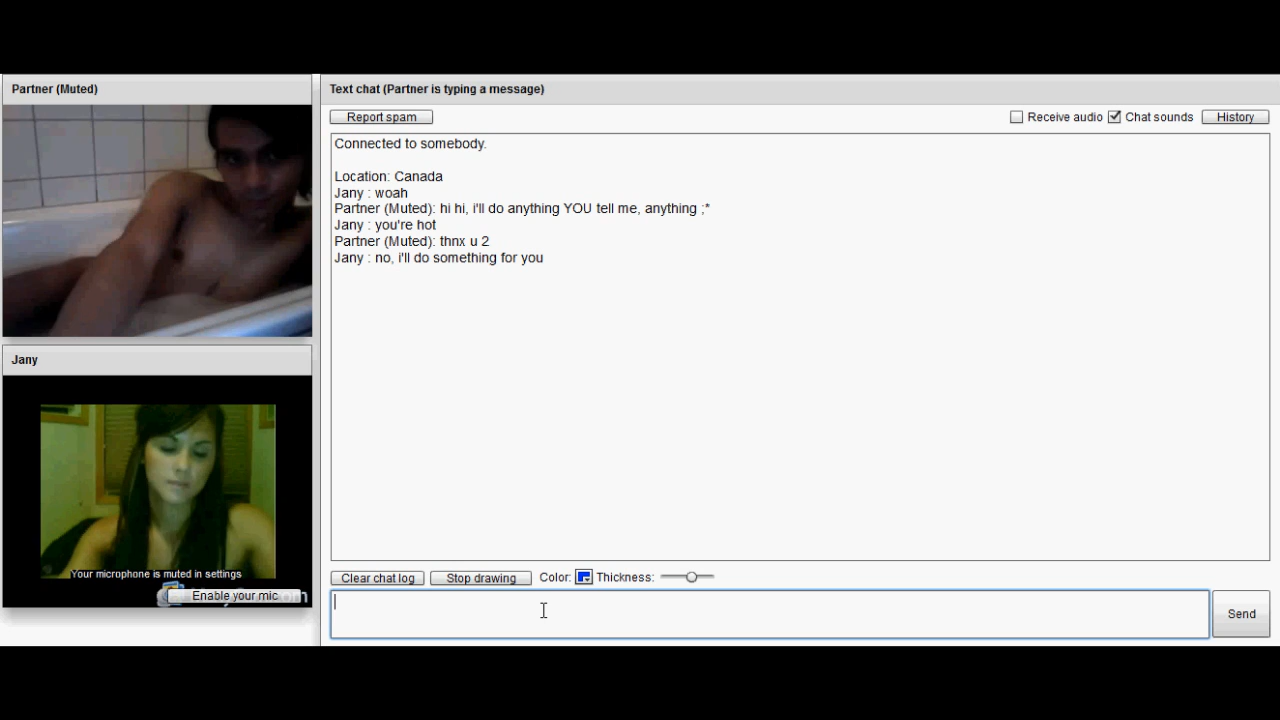 Partner (Muted)
Text chat (Partner is typing a message)
Report spam
Receive audio
Chat sounds
History
Connected to somebody.
Location: Canada
Jany : woah
Partner (Muted): hi hi, i'll do anything YOU tell me, anything ;*
Jany : you're hot
Partner (Muted): thnx u 2
Jany : no, i'll do something for you
Jany
Your microphone is muted in settings
Enable your mic
Clear chat log
Stop drawing
Color:
Thickness:
Send